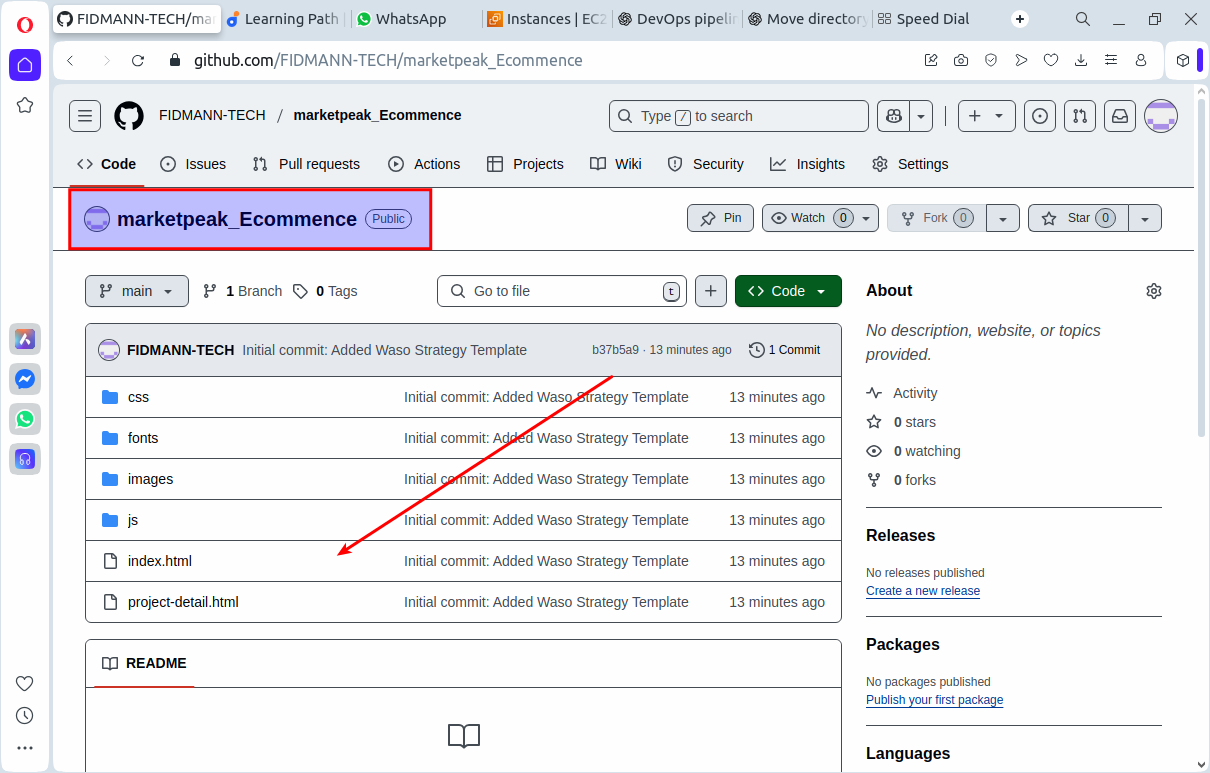 FIDMANN-TECH/mar
Learning Path
WhatsApp
Instances | EC2
DevOps pipelin
Move directory
Speed Dial
github.com/FIDMANN-TECH/marketpeak_Ecommence
FIDMANN-TECH / marketpeak_Ecommence
Type / to search
Code Issues Pull requests Actions Projects Wiki Security Insights Settings
marketpeak_Ecommence Public
Pin Watch 0 Fork 0 Star 0
main 1 Branch 0 Tags Go to file t Code
About
No description, website, or topics
provided.
FIDMANN-TECH Initial commit: Added Waso Strategy Template b37b5a9 · 13 minutes ago 1 Commit
css Initial commit: Added Waso Strategy Template 13 minutes ago
fonts Initial commit: Added Waso Strategy Template 13 minutes ago
images Initial commit: Added Waso Strategy Template 13 minutes ago
js Initial commit: Added Waso Strategy Template 13 minutes ago
index.html Initial commit: Added Waso Strategy Template 13 minutes ago
project-detail.html Initial commit: Added Waso Strategy Template 13 minutes ago
README
Activity
0 stars
0 watching
0 forks
Releases
No releases published
Create a new release
Packages
No packages published
Publish your first package
Languages